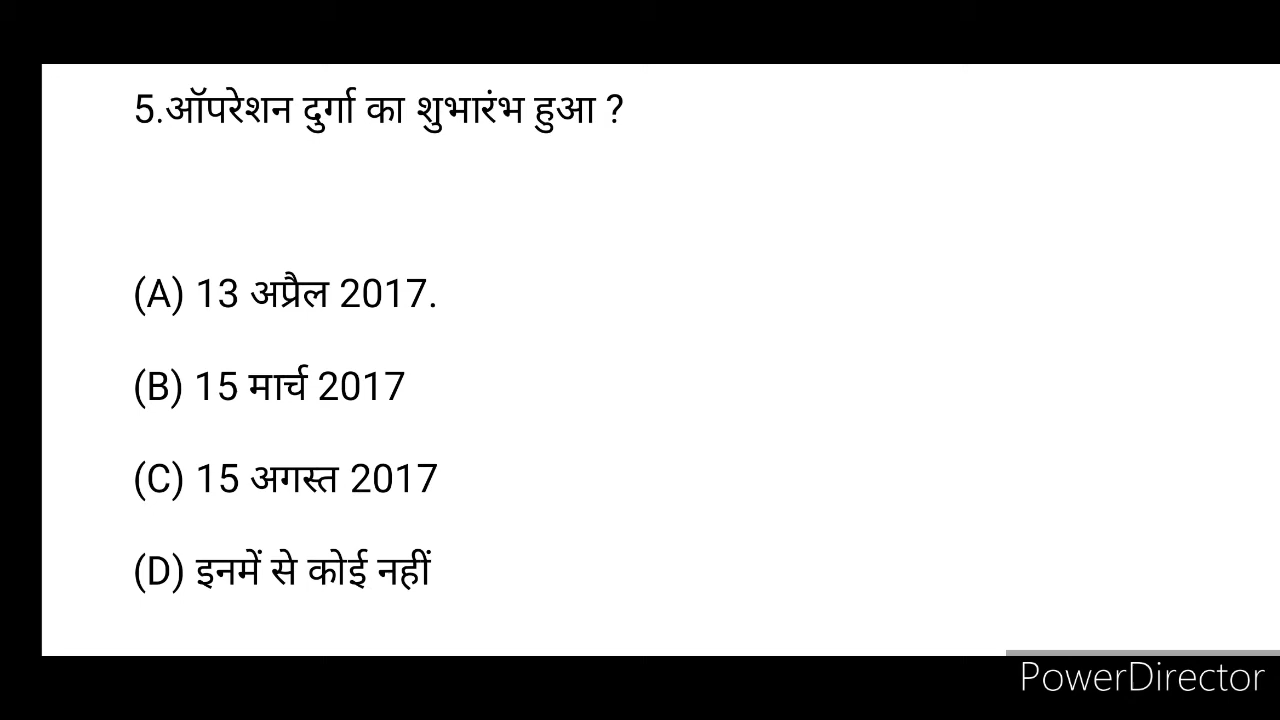 5.ऑपरेशन दुर्गा का शुभारंभ हुआ ?
(A) 13 अप्रैल 2017.
(B) 15 मार्च 2017
(C) 15 अगस्त 2017
(D) इनमें से कोई नहीं
PowerDirector